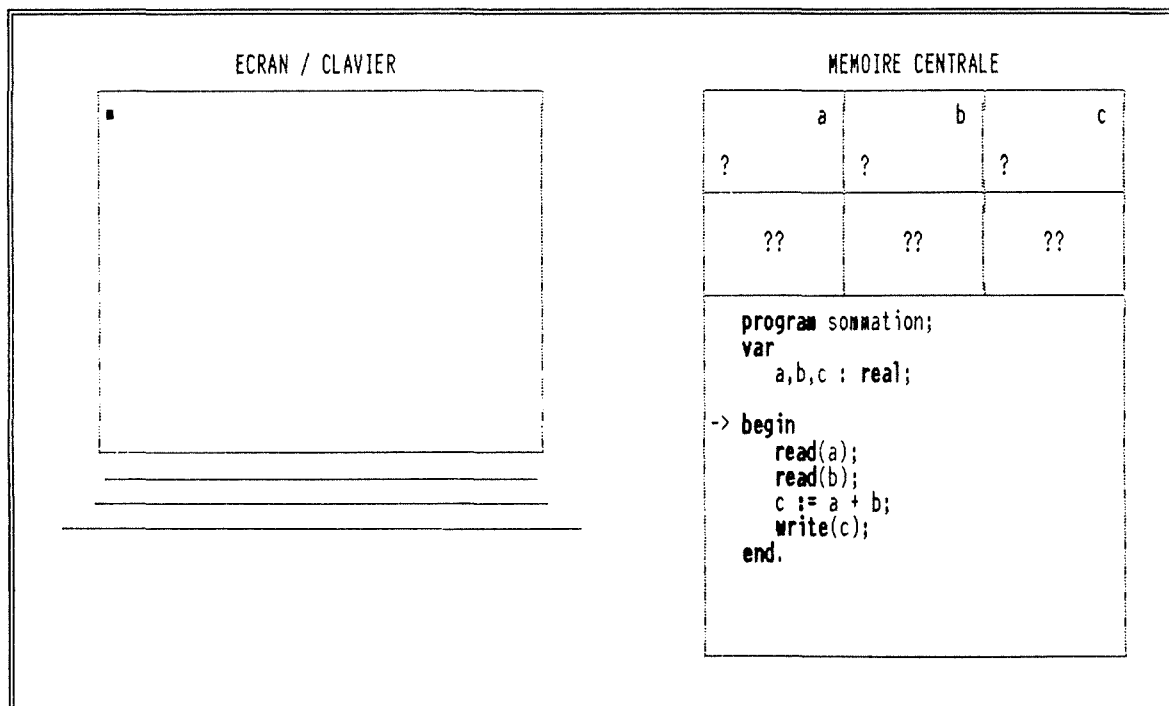 ECRAN / CLAVIER
MEMOIRE CENTRALE
a b c
? ? ?
?? ?? ??
program sommation;
var
a,b,c : real;
-> begin
read(a);
read(b);
c := a + b;
write(c);
end.